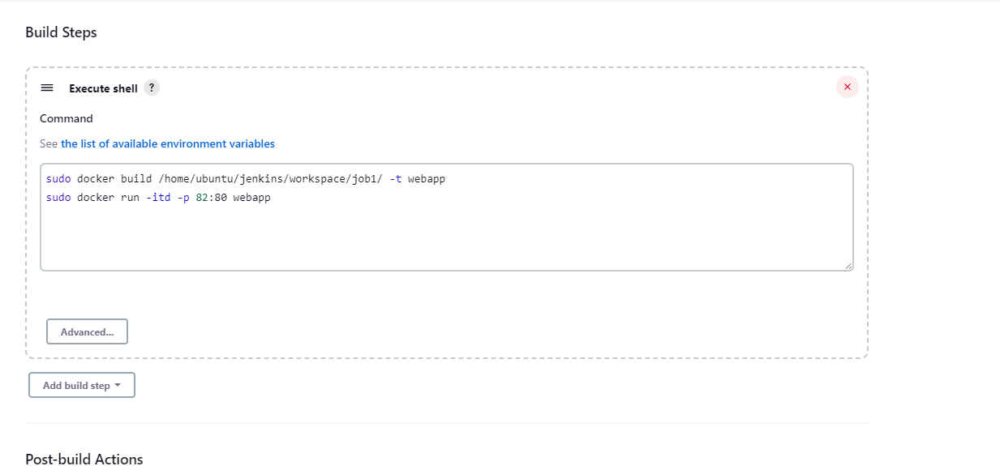 Build Steps
Execute shell ?
Command
See the list of available environment variables
sudo docker build /home/ubuntu/jenkins/workspace/job1/ -t webapp
sudo docker run -itd -p 82:80 webapp
Advanced...
Add build step
Post-build Actions